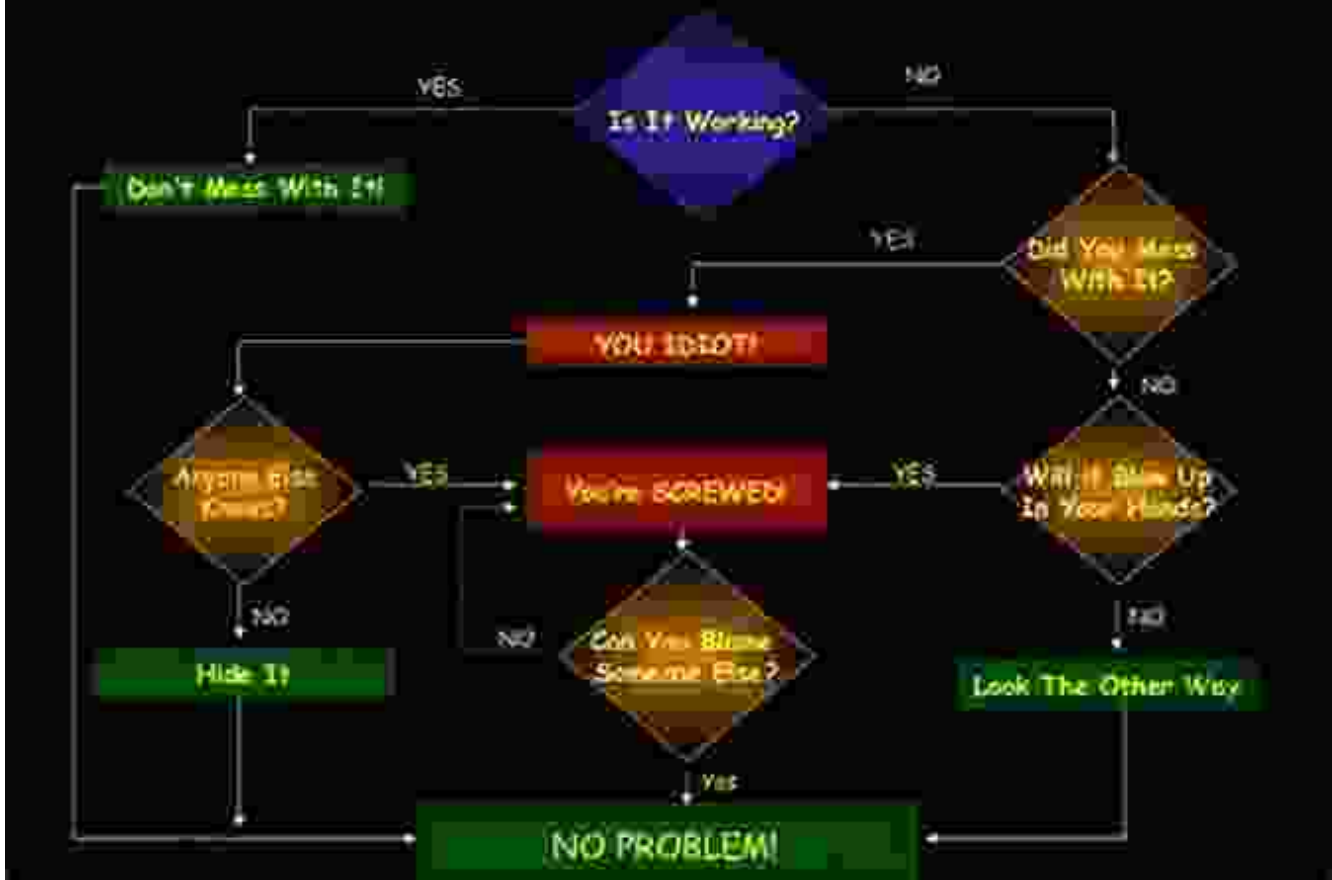 YES
NO
Is It Working?
Don't Mess With It!
YES
Did You Mess
With It?
YOU IDIOT!
NO
Anyone Else
Knows?
YES
You're SCREWED!
YES
Will it Blow Up
In Your Hands?
NO
NO
NO
Can You Blame
Someone Else?
Hide It
Look The Other Way
Yes
NO PROBLEM!